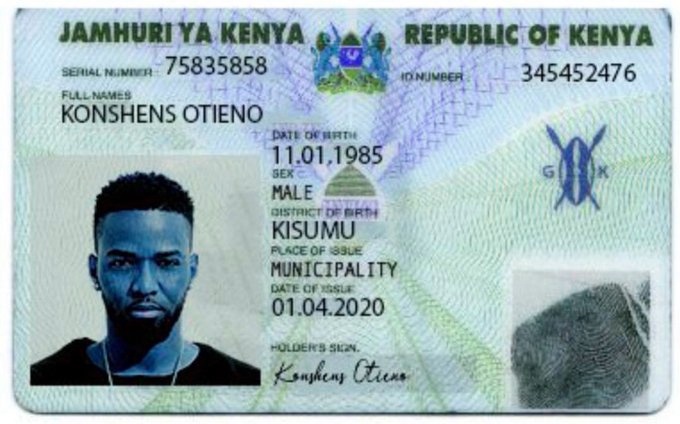 JAMHURI YA KENYA REPUBLIC OF KENYA
SERIAL NUMBER: 75835858 ID NUMBER: 345452476
FULL NAMES
KONSHENS OTIENO
DATE OF BIRTH
11.01.1985
SEX
MALE
DISTRICT OF BIRTH
KISUMU
PLACE OF ISSUE
MUNICIPALITY
DATE OF ISSUE
01.04.2020
HOLDER'S SIGN.
Konshens Otieno
G K